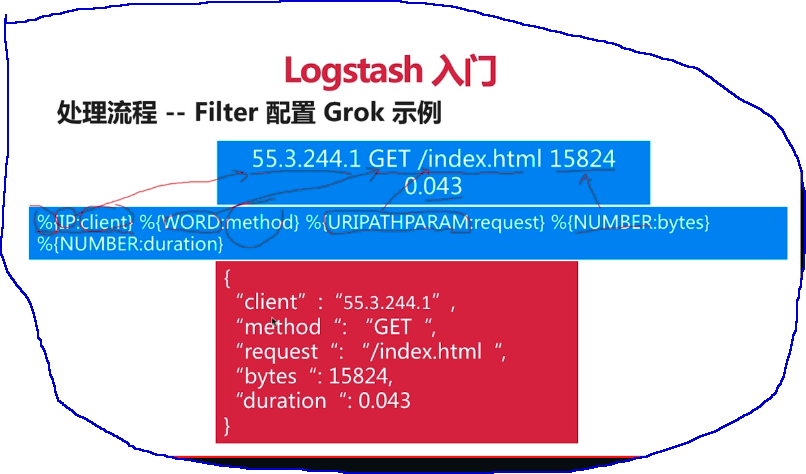 Logstash 入门
处理流程 -- Filter 配置 Grok 示例
55.3.244.1 GET /index.html 15824
0.043
%{IP:client} %{WORD:method} %{URIPATHPARAM:request} %{NUMBER:bytes}
%{NUMBER:duration}
{
“client”:“55.3.244.1”,
“method “: “GET “,
“request “: “/index.html “,
“bytes “: 15824,
“duration “: 0.043
}